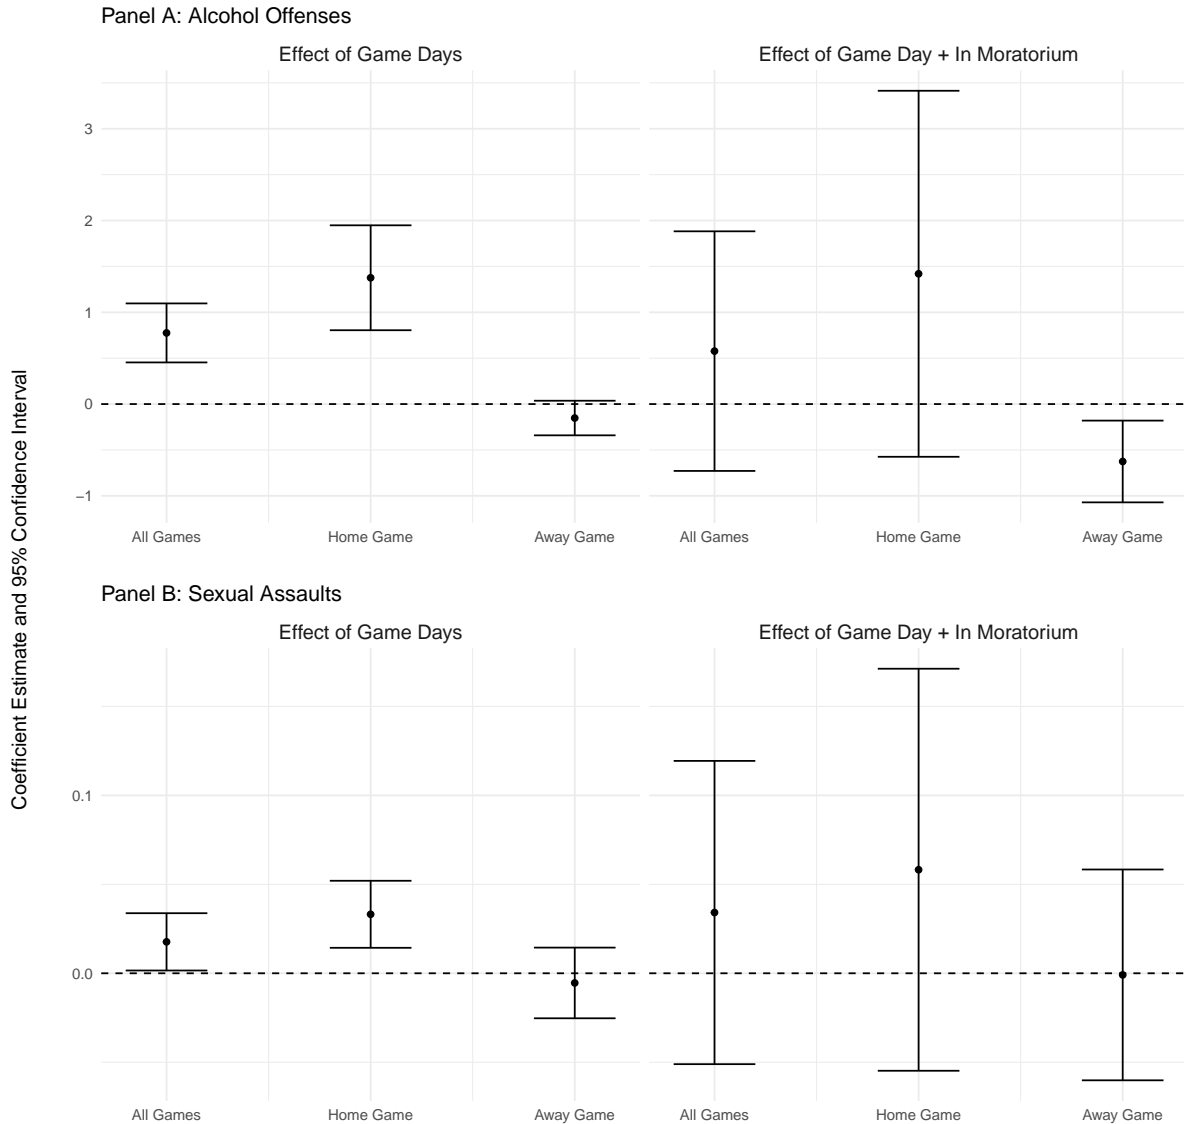 Panel A: Alcohol Offenses
Effect of Game Days
Effect of Game Day + In Moratorium
3
2
1
0
−1
All Games
Home Game
Away Game
All Games
Home Game
Away Game
Coefficient Estimate and 95% Confidence Interval
Panel B: Sexual Assaults
Effect of Game Days
Effect of Game Day + In Moratorium
0.1
0.0
All Games
Home Game
Away Game
All Games
Home Game
Away Game